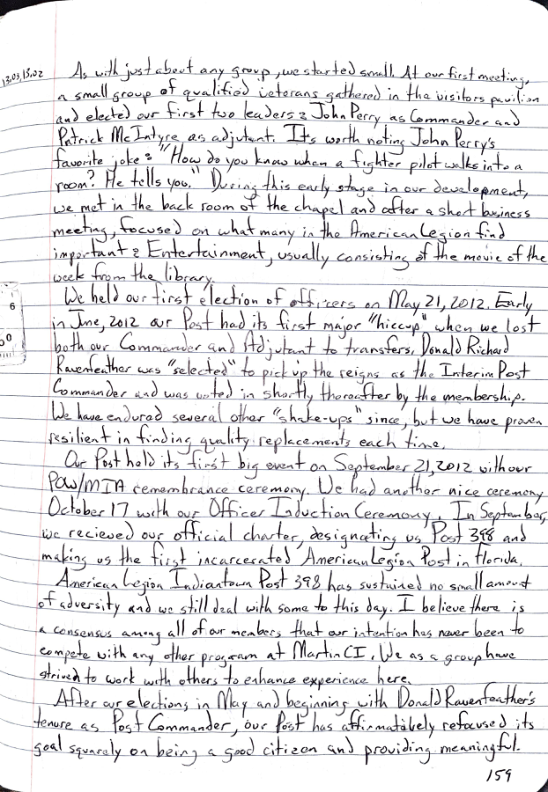 13,03,15,02
As with just about any group, we started small. At our first meeting,
a small group of qualified veterans gathered in the visitors pavilion
and elected our first two leaders: John Perry as Commander and
Patrick McIntyre as adjutant. It's worth noting John Perry's
favorite joke: "How do you know when a fighter pilot walks into a
room? He tells you." During this early stage in our development,
we met in the back room of the chapel and after a short business
meeting, focused on what many in the American Legion find
important: Entertainment, usually consisting of the movie of the
week from the library.
We held our first election of officers on May 21, 2012. Early
in June, 2012 our Post had its first major "hiccup" when we lost
both our Commander and Adjutant to transfers. Donald Richard
Ravenfeather was "selected" to pick up the reigns as the Interim Post
Commander and was voted in shortly thereafter by the membership.
We have endured several other "shake-ups" since, but we have proven
resilient in finding quality replacements each time.
Our Post held its first big event on September 21, 2012 with our
POW/MIA remembrance ceremony. We had another nice ceremony
October 17 with our Officer Induction Ceremony. In September,
we recieved our official charter, designating us Post 398 and
making us the first incarcerated American Legion Post in Florida.
American Legion Indiantown Post 398 has sustained no small amount
of adversity and we still deal with some to this day. I believe there is
a consensus among all of our members that our intention has never been to
compete with any other program at Martin CI. We as a group have
strived to work with others to enhance experience here.
After our elections in May and beginning with Donald Ravenfeather's
tenure as Post Commander, our Post has affirmatively refocused its
goal squarely on being a good citizen and providing meaningful.
159
6